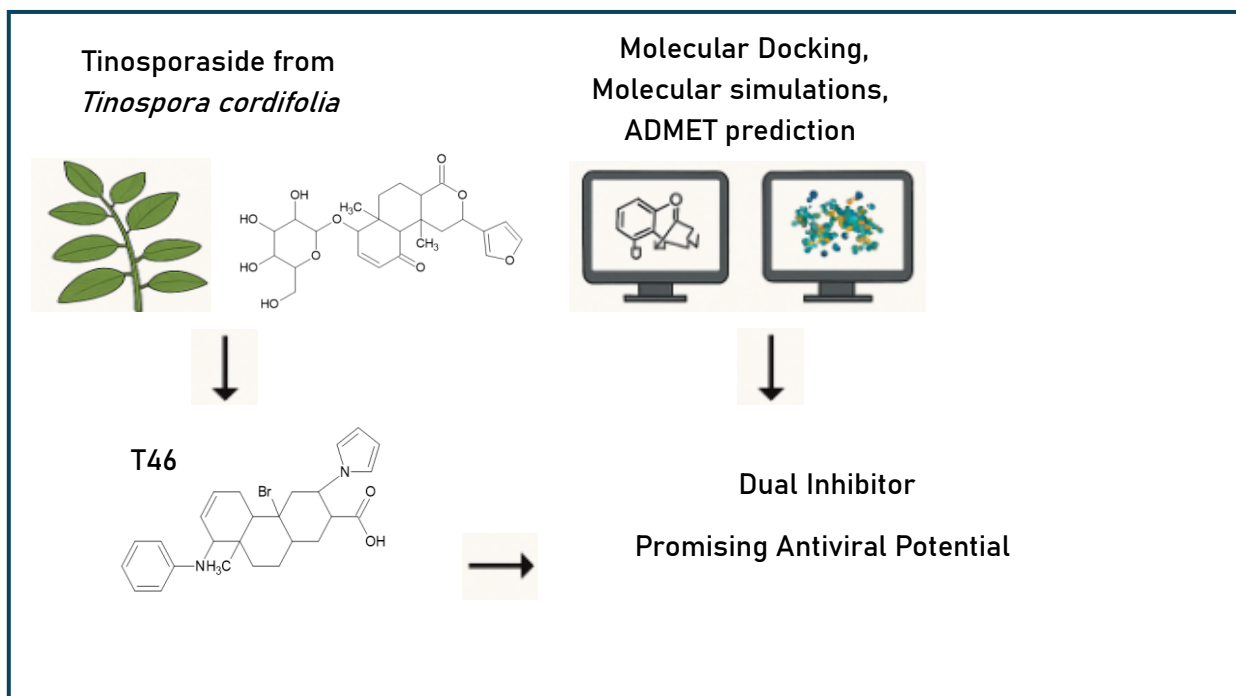 Tinosporaside from
Tinospora cordifolia
Molecular Docking,
Molecular simulations,
ADMET prediction
O
OH
HO
H₃C
O
O
HO
O
CH₃
HO
O
O
HO
O
T46
N
Br
O
OH
NH
H₃C
Dual Inhibitor
Promising Antiviral Potential